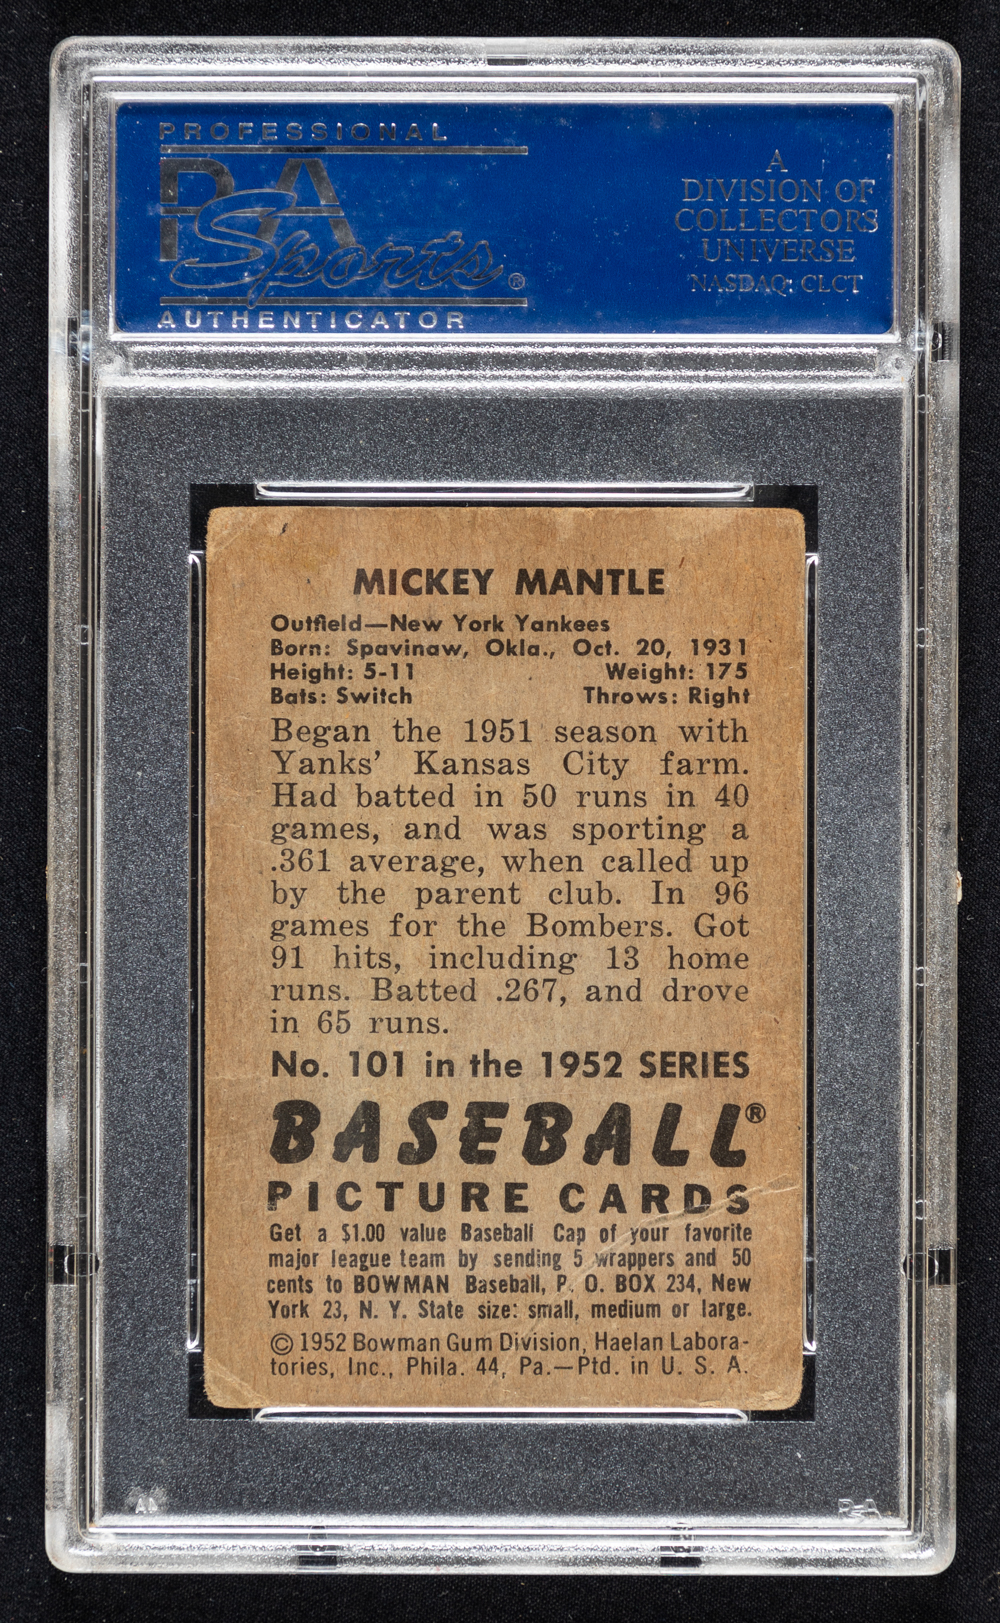 PROFESSIONAL
PSA
Sports®
AUTHENTICATOR
A
DIVISION OF
COLLECTORS
UNIVERSE
NASDAQ: CLCT
MICKEY MANTLE
Outfield—New York Yankees
Born: Spavinaw, Okla., Oct. 20, 1931
Height: 5-11 Weight: 175
Bats: Switch Throws: Right
Began the 1951 season with
Yanks' Kansas City farm.
Had batted in 50 runs in 40
games, and was sporting a
.361 average, when called up
by the parent club. In 96
games for the Bombers. Got
91 hits, including 13 home
runs. Batted .267, and drove
in 65 runs.
No. 101 in the 1952 SERIES
BASEBALL®
PICTURE CARDS
Get a $1.00 value Baseball Cap of your favorite
major league team by sending 5 wrappers and 50
cents to BOWMAN Baseball, P. O. BOX 234, New
York 23, N. Y. State size: small, medium or large.
© 1952 Bowman Gum Division, Haelan Labora-
tories, Inc., Phila. 44, Pa.—Ptd. in U. S. A.
PSA